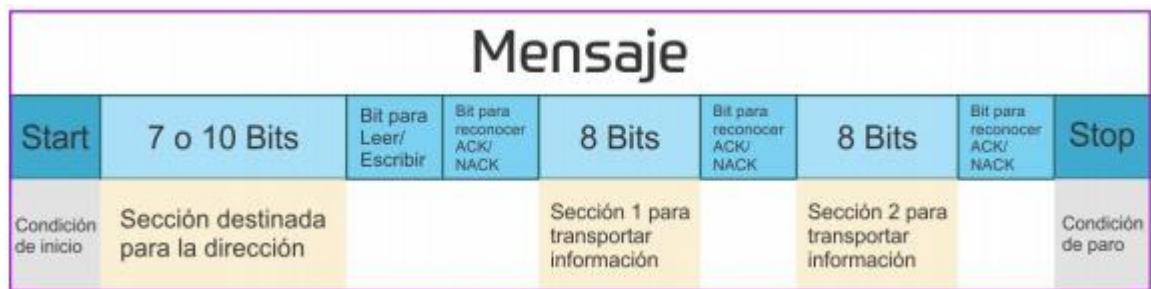 Mensaje
Start
7 o 10 Bits
Bit para
Leer/
Escribir
Bit para
reconocer
ACK/
NACK
8 Bits
Bit para
reconocer
ACK/
NACK
8 Bits
Bit para
reconocer
ACK/
NACK
Stop
Condición
de inicio
Sección destinada
para la dirección
Sección 1 para
transportar
información
Sección 2 para
transportar
información
Condición
de paro